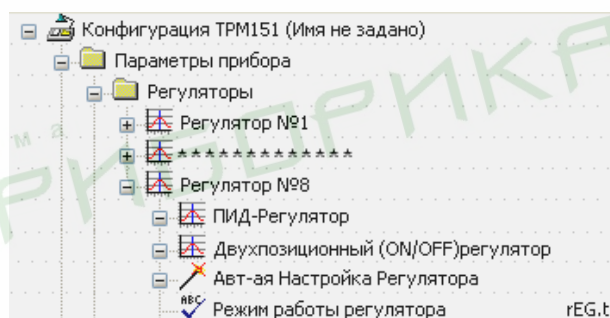 Конфигурация ТРМ151 (Имя не задано)
Параметры прибора
Регуляторы
Регулятор №1
* * * * * * * * * * * * *
Регулятор №8
ПИД-Регулятор
Двухпозиционный (ON/OFF)регулятор
Авт-ая Настройка Регулятора
Режим работы регулятора rEG.t